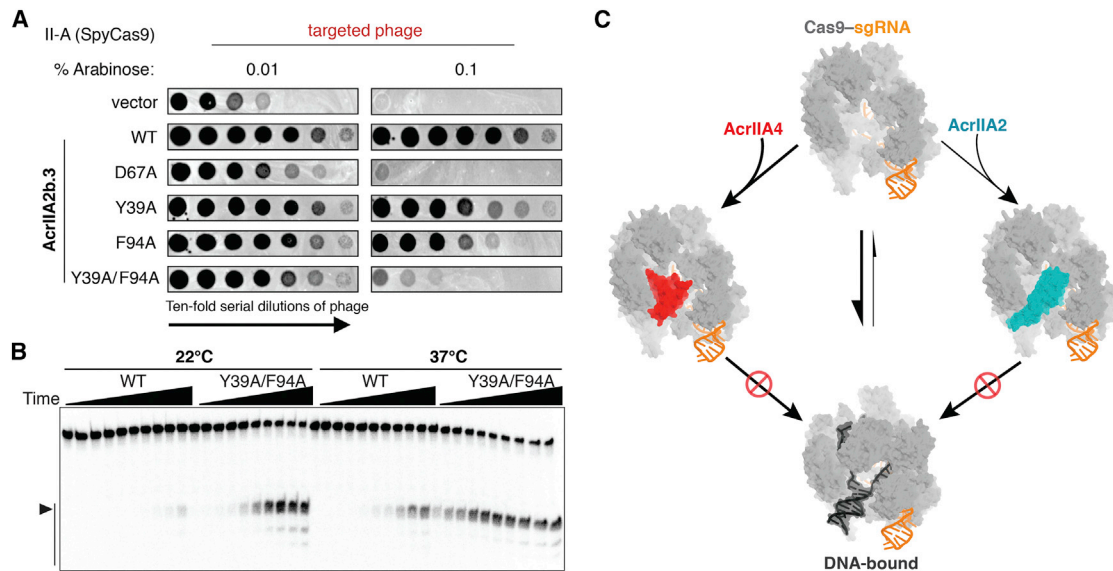 A
II-A (SpyCas9)
targeted phage
% Arabinose:
0.01
0.1
vector
WT
D67A
Y39A
F94A
Y39A/F94A
AcrIIA2b.3
Ten-fold serial dilutions of phage
B
22°C
37°C
WT
Y39A/F94A
WT
Y39A/F94A
Time
C
Cas9–sgRNA
AcrIIA4
AcrIIA2
DNA-bound